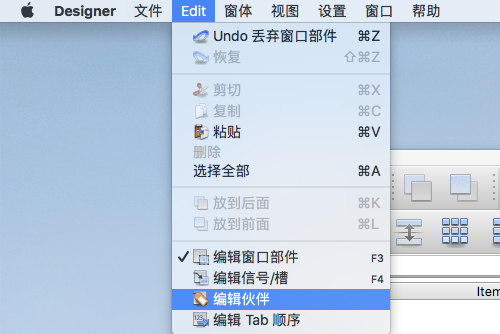 Designer 文件 Edit 窗体 视图 设置 窗口 帮助
Undo 丢弃窗口部件 ⌘Z
恢复 ⇧⌘Z
剪切 ⌘X
复制 ⌘C
粘贴 ⌘V
删除
选择全部 ⌘A
放到后面 ⌘K
放到前面 ⌘L
✓ 编辑窗口部件 F3
编辑信号/槽 F4
编辑伙伴
Item
编辑 Tab 顺序